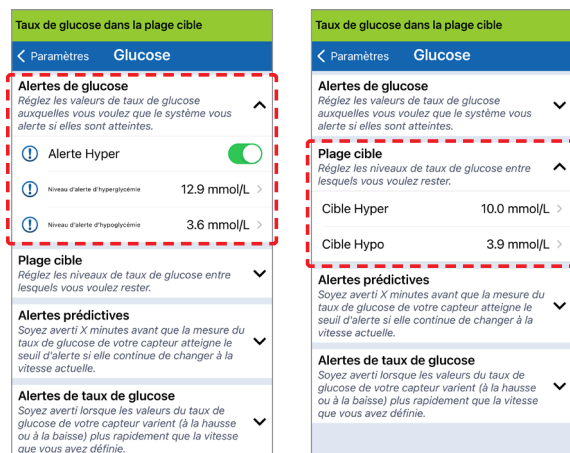 Taux de glucose dans la plage cible
Paramètres Glucose
Alertes de glucose
Réglez les valeurs de taux de glucose
auxquelles vous voulez que le système vous
alerte si elles sont atteintes.
Alerte Hyper
Niveau d'alerte d'hyperglycémie 12.9 mmol/L
Niveau d'alerte d'hypoglycémie 3.6 mmol/L
Plage cible
Réglez les niveaux de taux de glucose entre
lesquels vous voulez rester.
Alertes prédictives
Soyez averti X minutes avant que la mesure du
taux de glucose de votre capteur atteigne le
seuil d'alerte si elle continue de changer à la
vitesse actuelle.
Alertes de taux de glucose
Soyez averti lorsque les valeurs du taux de
glucose de votre capteur varient (à la hausse
ou à la baisse) plus rapidement que la vitesse
que vous avez définie.
Taux de glucose dans la plage cible
Paramètres Glucose
Alertes de glucose
Réglez les valeurs de taux de glucose
auxquelles vous voulez que le système vous
alerte si elles sont atteintes.
Plage cible
Réglez les niveaux de taux de glucose entre
lesquels vous voulez rester.
Cible Hyper 10.0 mmol/L
Cible Hypo 3.9 mmol/L
Alertes prédictives
Soyez averti X minutes avant que la mesure du
taux de glucose de votre capteur atteigne le
seuil d'alerte si elle continue de changer à la
vitesse actuelle.
Alertes de taux de glucose
Soyez averti lorsque les valeurs du taux de
glucose de votre capteur varient (à la hausse
ou à la baisse) plus rapidement que la vitesse
que vous avez définie.